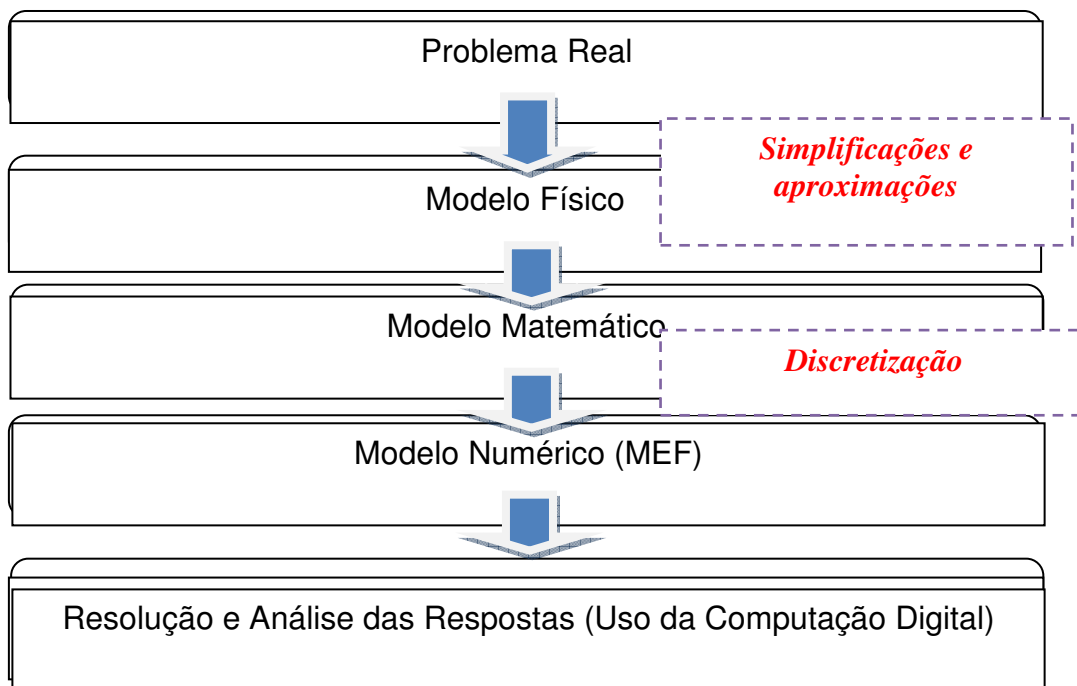 Problema Real
Simplificações e
aproximações
Modelo Físico
Modelo Matemático
Discretização
Modelo Numérico (MEF)
Resolução e Análise das Respostas (Uso da Computação Digital)